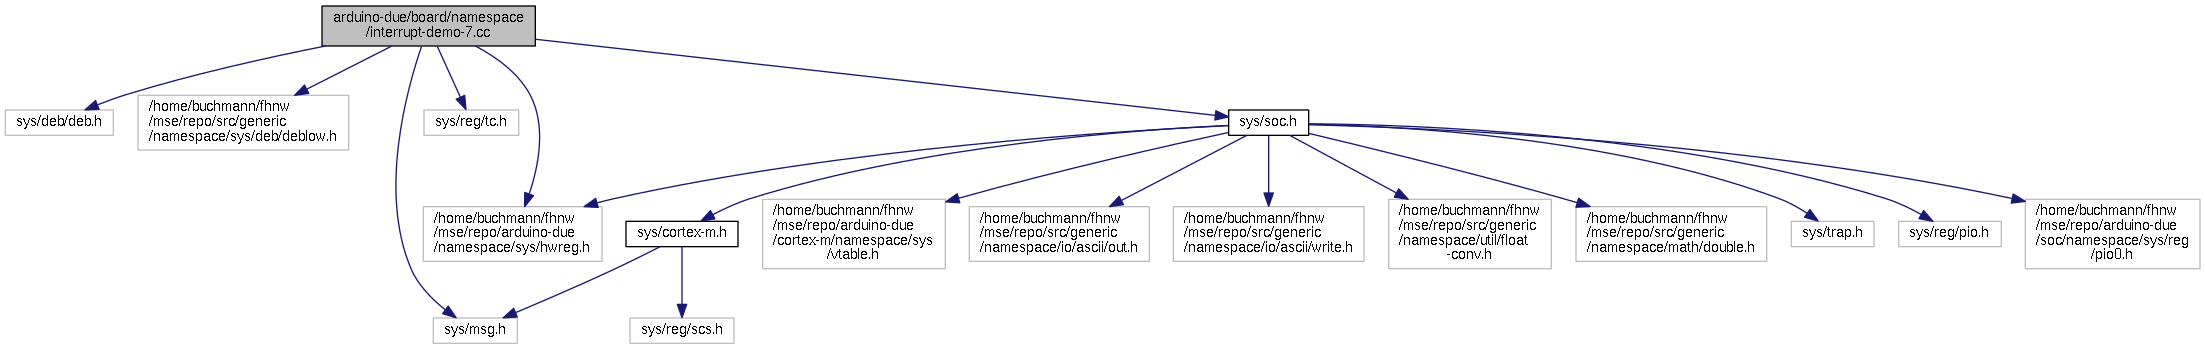 arduino-due/board/namespace
/interrupt-demo-7.cc
sys/deb/deb.h
/home/buchmann/fhnw
/mse/repo/src/generic
/namespace/sys/deb/deblow.h
sys/reg/tc.h
sys/soc.h
/home/buchmann/fhnw
/mse/repo/arduino-due
/namespace/sys/hwreg.h
sys/cortex-m.h
/home/buchmann/fhnw
/mse/repo/arduino-due
/cortex-m/namespace/sys
/vtable.h
/home/buchmann/fhnw
/mse/repo/src/generic
/namespace/io/ascii/out.h
/home/buchmann/fhnw
/mse/repo/src/generic
/namespace/io/ascii/write.h
/home/buchmann/fhnw
/mse/repo/src/generic
/namespace/util/float
-conv.h
/home/buchmann/fhnw
/mse/repo/src/generic
/namespace/math/double.h
sys/trap.h
sys/reg/pio.h
/home/buchmann/fhnw
/mse/repo/arduino-due
/soc/namespace/sys/reg
/pio0.h
sys/msg.h
sys/reg/scs.h